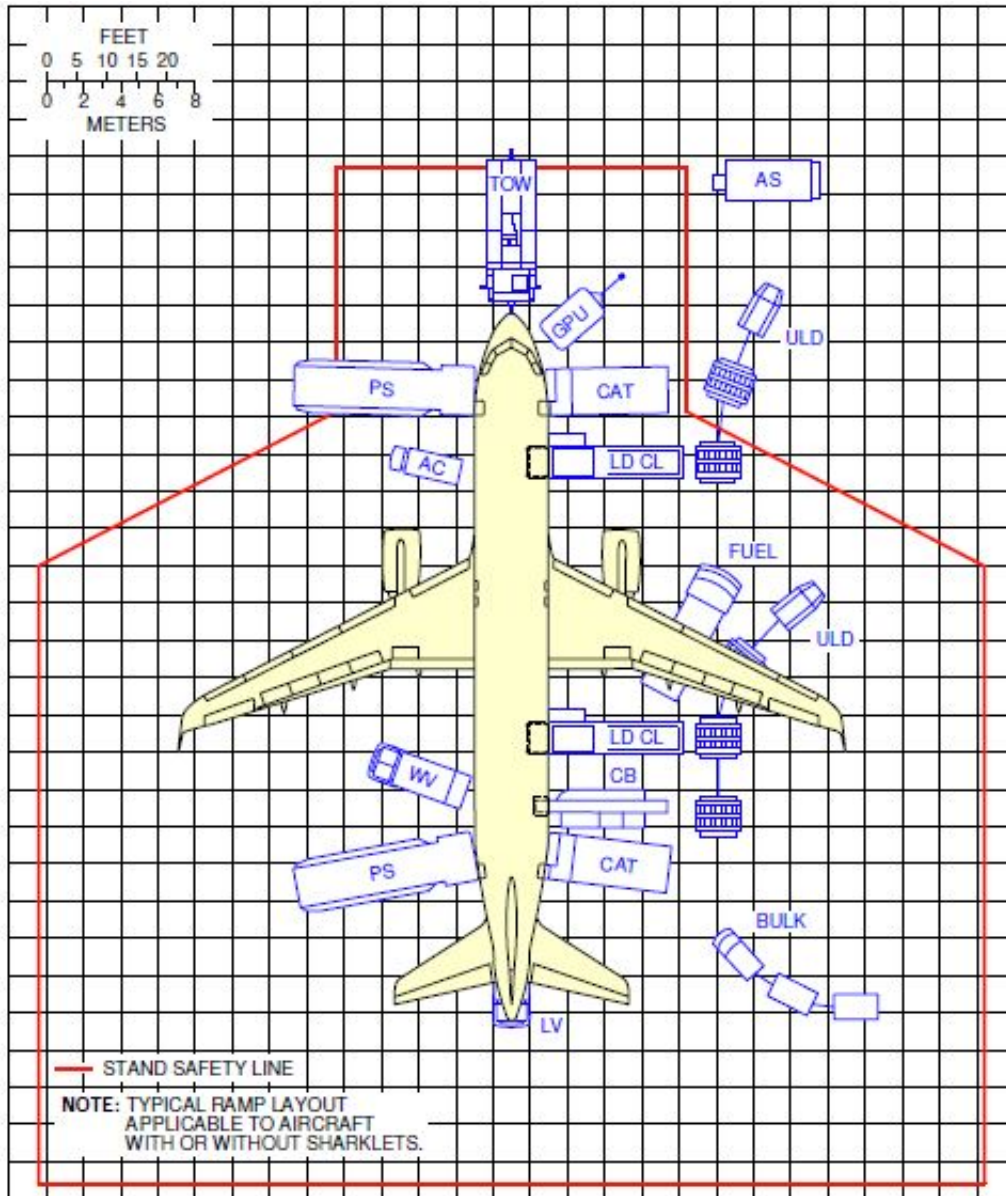 FEET
0 5 10 15 20
0 2 4 6 8
METERS
TOW
AS
GPU
ULD
PS
CAT
AC
LD CL
FUEL
ULD
LD CL
WV
CB
PS
CAT
BULK
LV
STAND SAFETY LINE
NOTE: TYPICAL RAMP LAYOUT
APPLICABLE TO AIRCRAFT
WITH OR WITHOUT SHARKLETS.